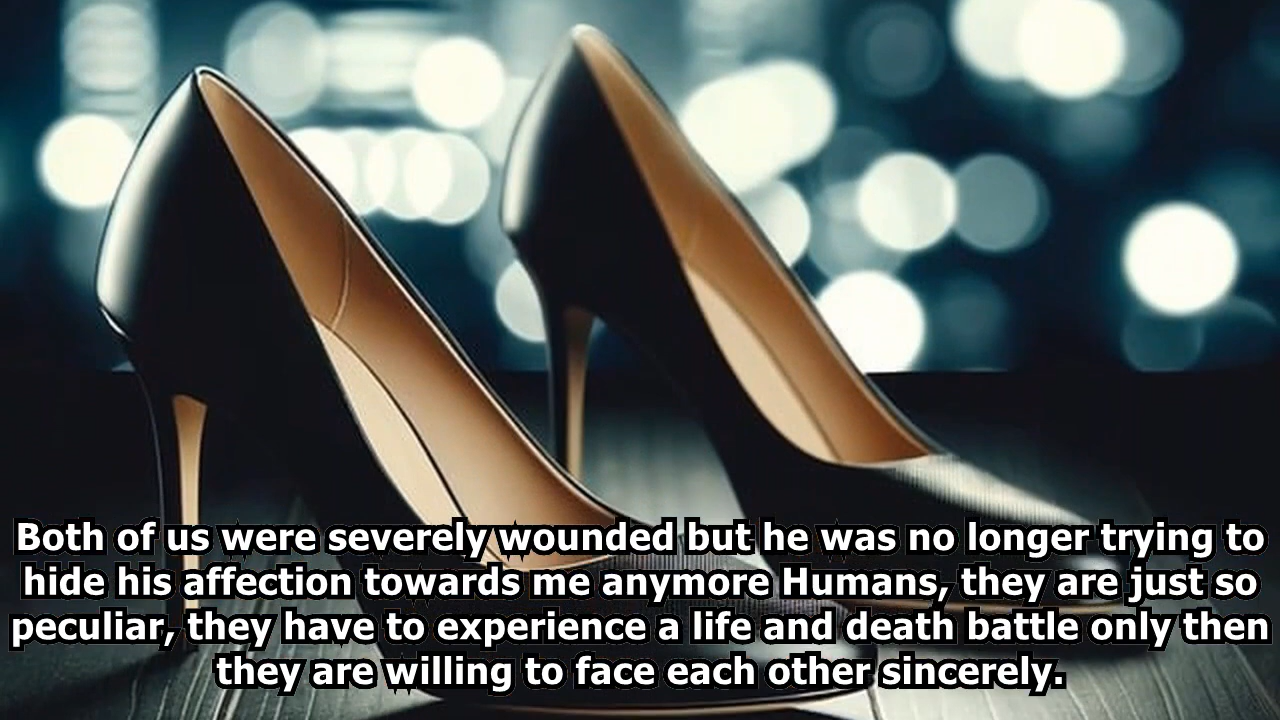 Both of us were severely wounded but he was no longer trying to
hide his affection towards me anymore Humans, they are just so
peculiar, they have to experience a life and death battle only then
they are willing to face each other sincerely.